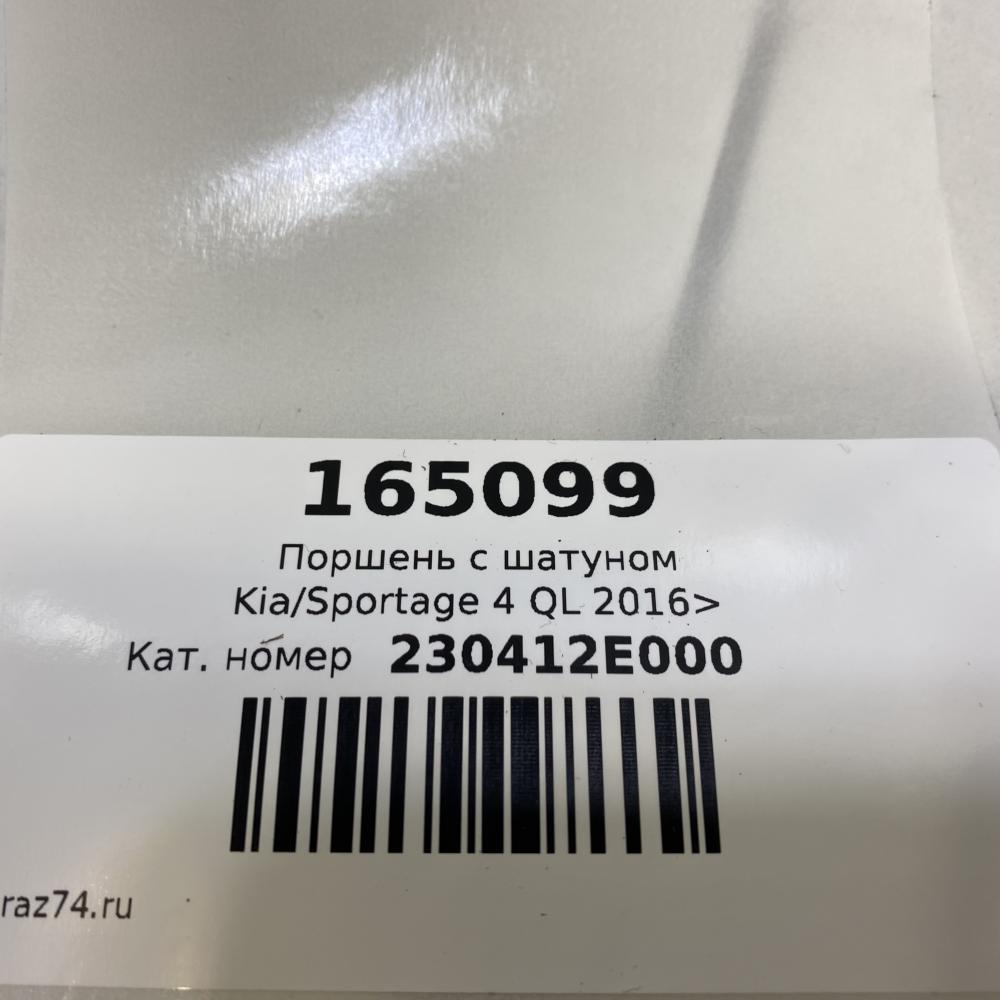 165099
Поршень с шатуном
Kia/Sportage 4 QL 2016>
Кат. номер 230412E000
raz74.ru